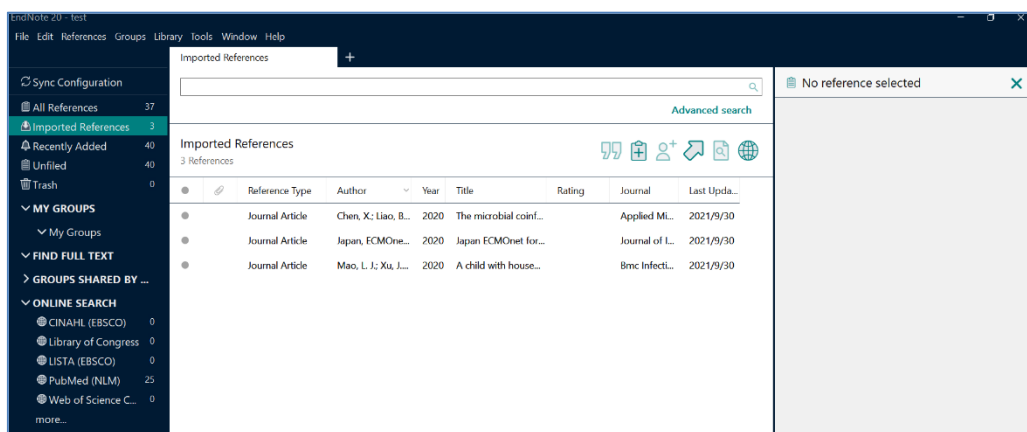 EndNote 20 - test
File Edit References Groups Library Tools Window Help
Imported References
Sync Configuration
All References 37
Imported References 3
Recently Added 40
Unfiled 40
Trash 0
MY GROUPS
My Groups
FIND FULL TEXT
GROUPS SHARED BY ...
ONLINE SEARCH
CINAHL (EBSCO) 0
Library of Congress 0
LISTA (EBSCO) 0
PubMed (NLM) 25
Web of Science C... 0
more...
Advanced search
Imported References
3 References
Reference Type Author Year Title Rating Journal Last Upda...
Journal Article Chen, X.; Liao, B... 2020 The microbial coinf... Applied Mi... 2021/9/30
Journal Article Japan, ECMOne... 2020 Japan ECMOnet for... Journal of I... 2021/9/30
Journal Article Mao, L. J.; Xu, J.... 2020 A child with house... Bmc Infecti... 2021/9/30
No reference selected